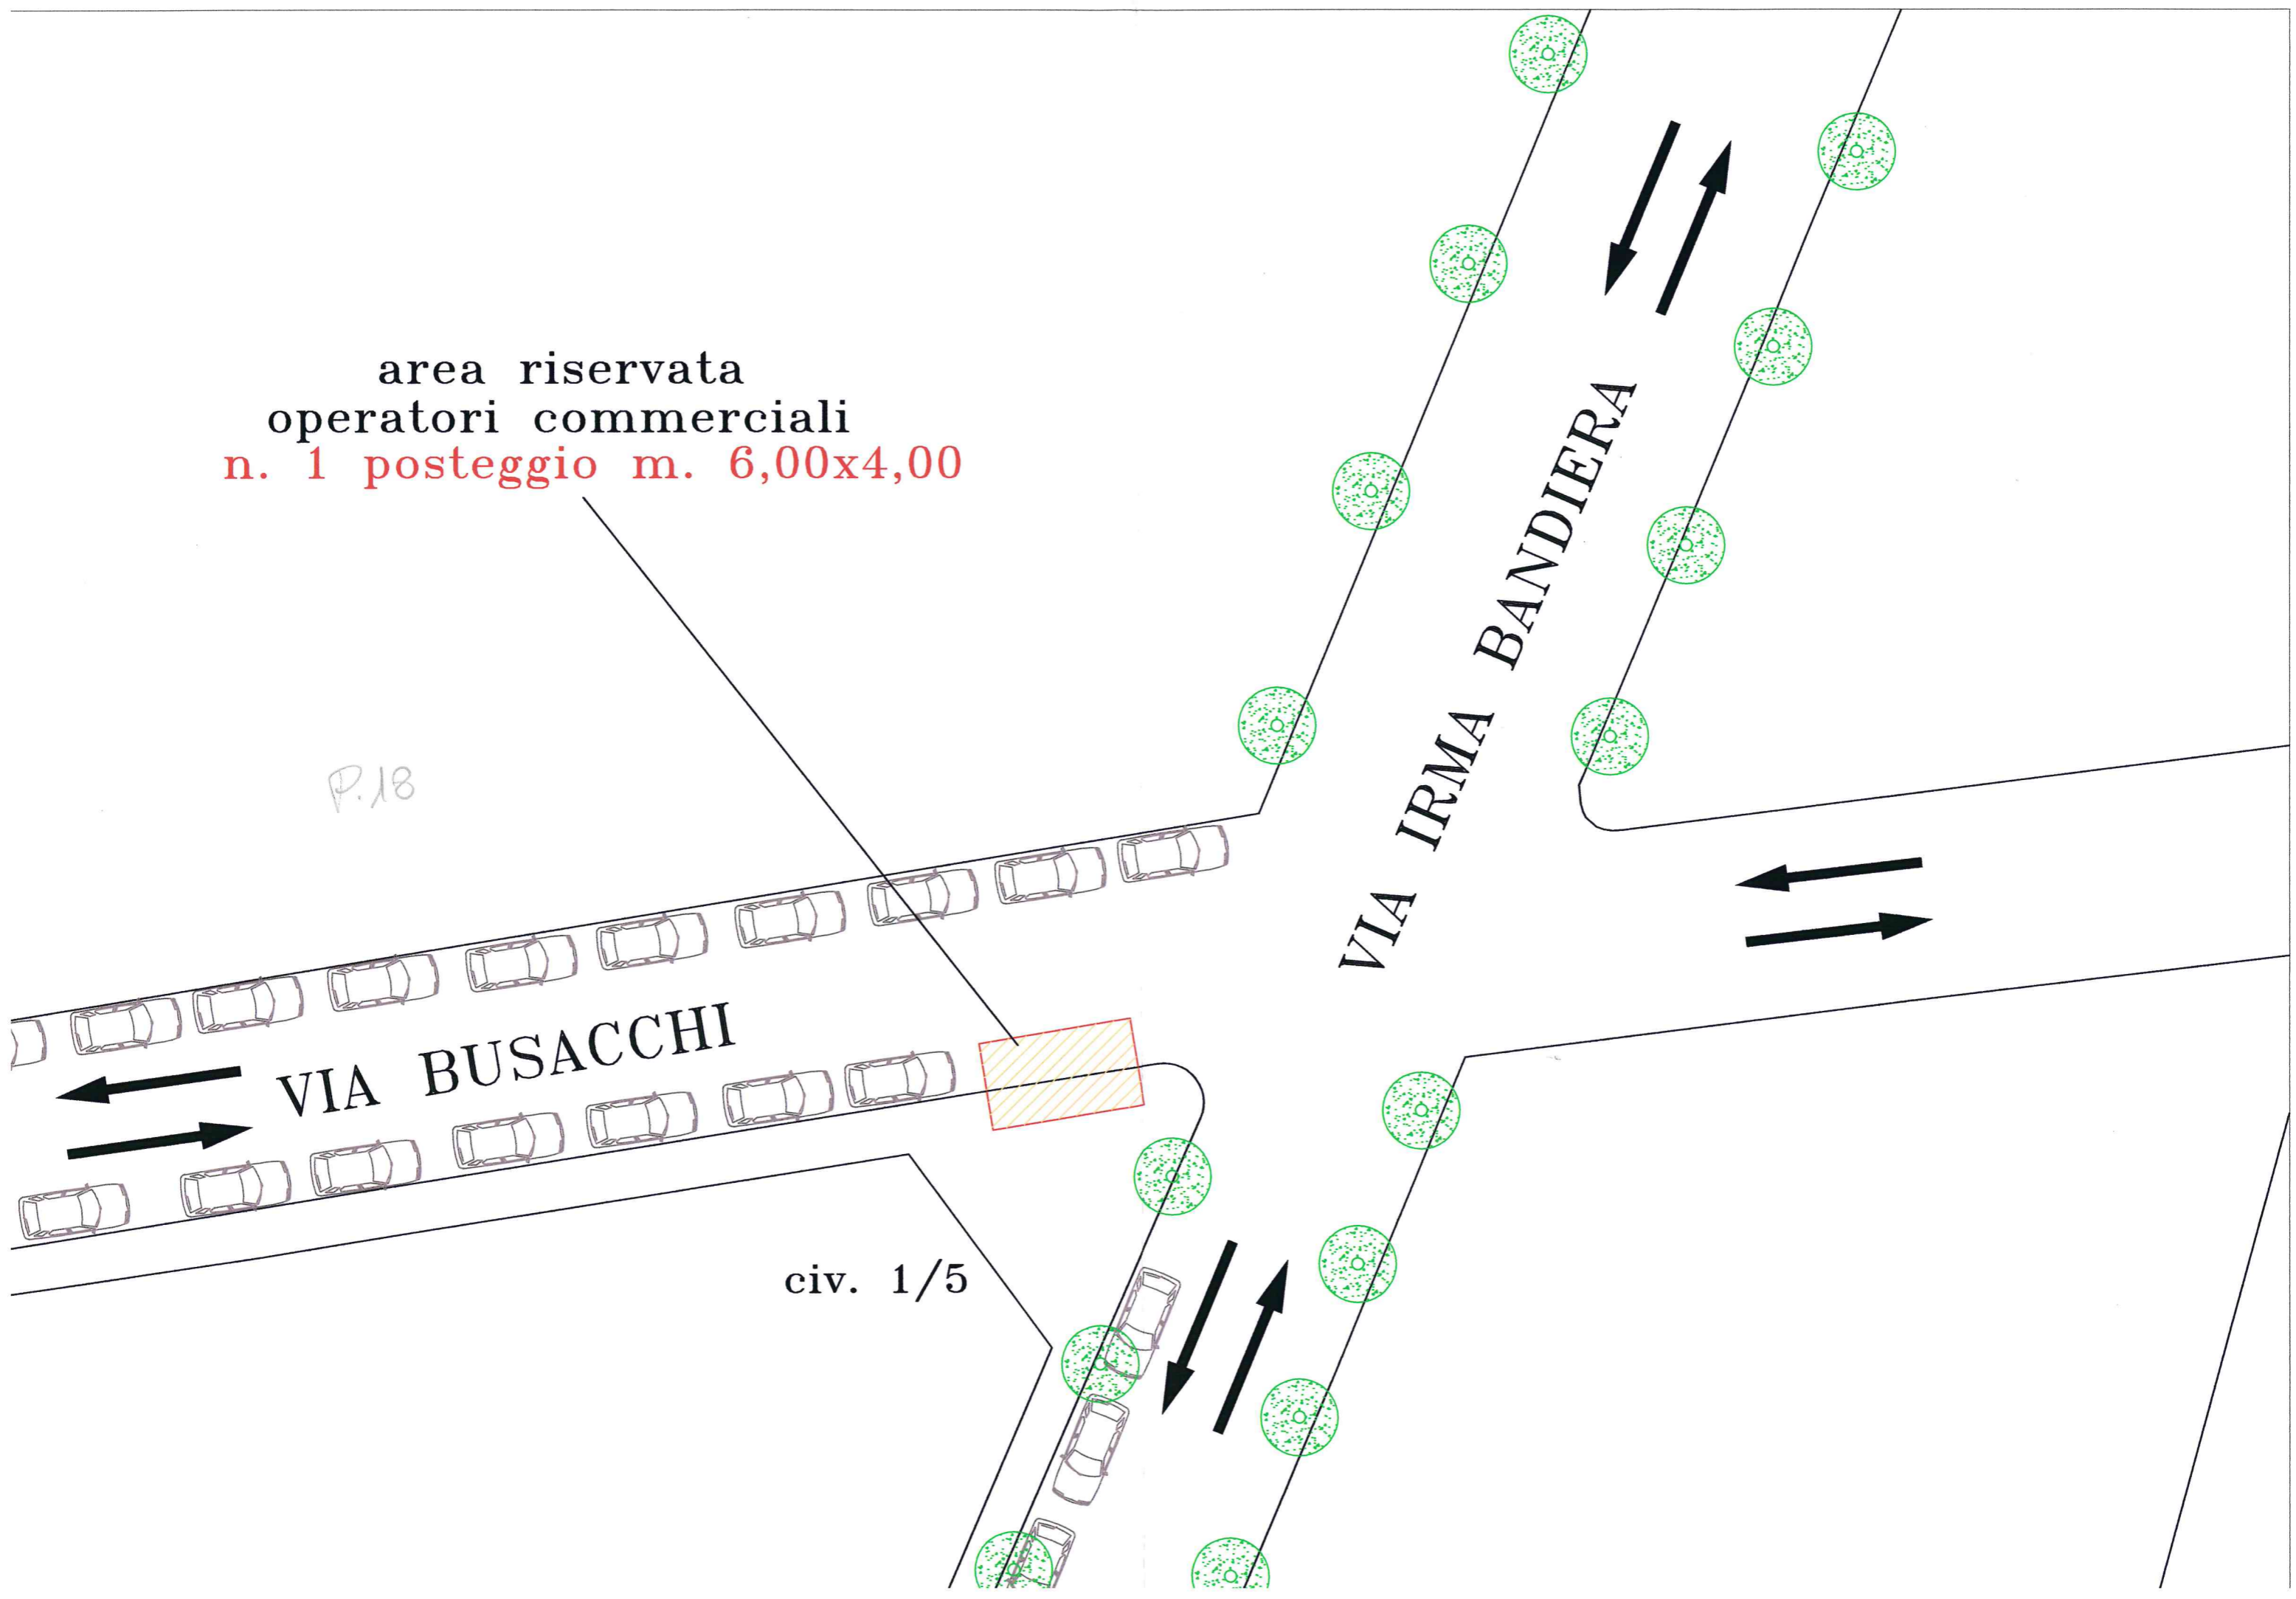 area riservata
operatori commerciali
n. 1 posteggio m. 6,00x4,00
VIA IRMA BANDIERA
P.18
VIA BUSACCHI
civ. 1/5